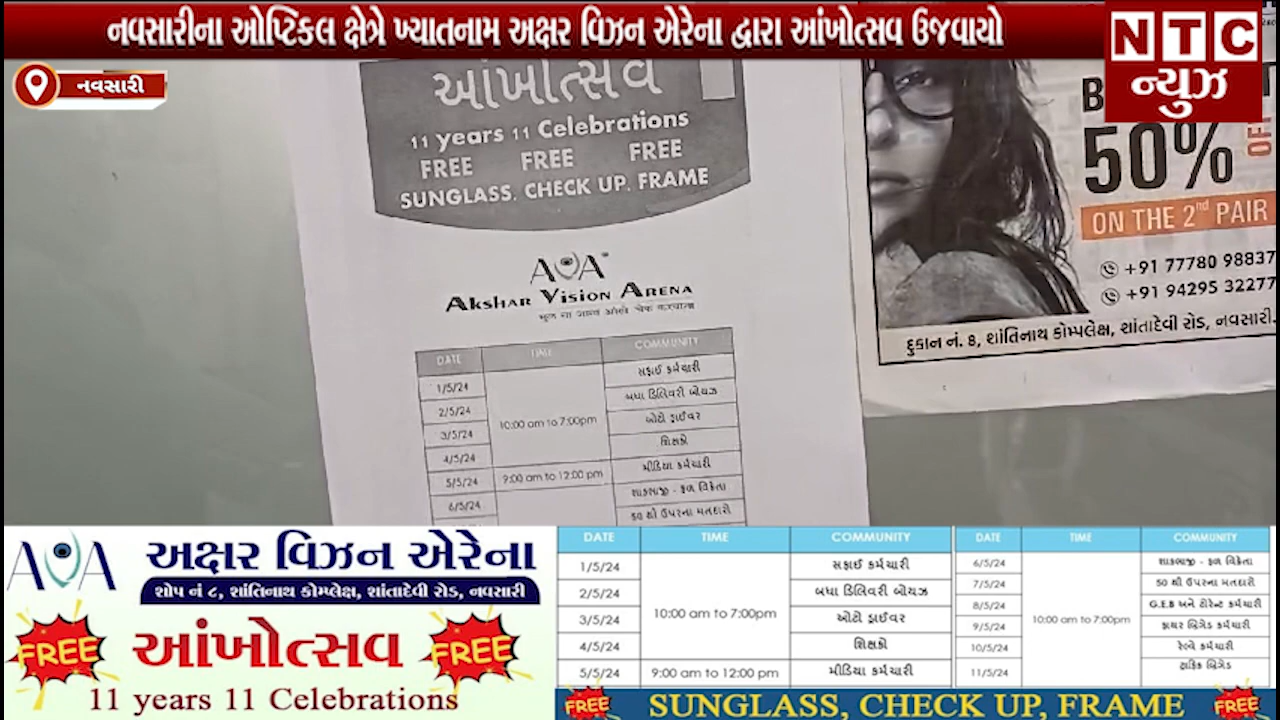 નવસારીના ઓપ્ટિકલ ક્ષેત્રે ખ્યાતનામ અક્ષર વિઝન એરેના દ્વારા આંખોત્સવ ઉજવાયો
NTC
ન્યુઝ
નવસારી
આંખોત્સવ
11 years 11 Celebrations
FREE FREE FREE
SUNGLASS, CHECK UP, FRAME
AVA
AKSHAR VISION ARENA
DATE TIME COMMUNITY
1/5/24 સફાઈ કર્મચારી
2/5/24 બધા ડિલિવરી બોયઝ
3/5/24 10:00 am to 7:00pm ઓટો ડ્રાઈવર
4/5/24 શિક્ષકો
5/5/24 9:00 am to 12:00 pm મીડિયા કર્મચારી
6/5/24 શાકભાજી - ફળ વિક્રેતા
50 થી ઉપરના મતદારો
50% OFF
ON THE 2nd PAIR
+91 77780 98837
+91 94295 32277
દુકાન નં. 8, શાંતિનાથ કોમ્પલેક્ષ, શાંતાદેવી રોડ, નવસારી.
AVA અક્ષર વિઝન એરેના
શોપ નં ૮, શાંતિનાથ કોમ્પ્લેક્ષ, શાંતાદેવી રોડ, નવસારી
FREE આંખોત્સવ FREE
11 years 11 Celebrations
DATE TIME COMMUNITY
1/5/24 સફાઈ કર્મચારી
2/5/24 બધા ડિલિવરી બોયઝ
3/5/24 10:00 am to 7:00pm ઓટો ડ્રાઈવર
4/5/24 શિક્ષકો
5/5/24 9:00 am to 12:00 pm મીડિયા કર્મચારી
DATE TIME COMMUNITY
6/5/24 શાકભાજી - ફળ વિક્રેતા
7/5/24 50 થી ઉપરના મતદારો
8/5/24 10:00 am to 7:00pm G.E.B અને ટોરેન્ટ કર્મચારી
9/5/24 ફાયર બ્રિગેડ કર્મચારી
10/5/24 રેલ્વે કર્મચારી
11/5/24 ટ્રાફિક બ્રિગેડ
FREE SUNGLASS, CHECK UP, FRAME FREE